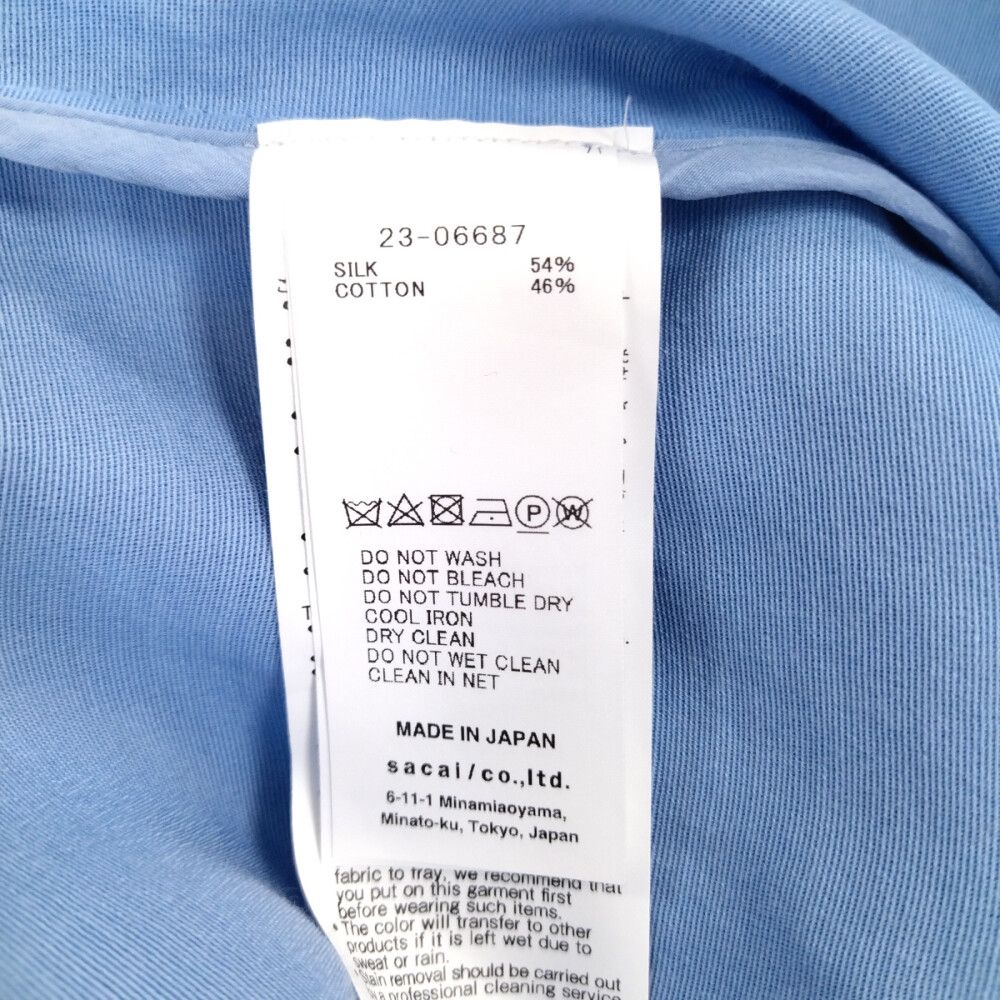 23-06687
SILK 54%
COTTON 46%
P W
DO NOT WASH
DO NOT BLEACH
DO NOT TUMBLE DRY
COOL IRON
DRY CLEAN
DO NOT WET CLEAN
CLEAN IN NET
MADE IN JAPAN
sacai/co.,ltd.
6-11-1 Minamiaoyama,
Minato-ku, Tokyo, Japan
fabric to fray, we recommend that
you put on this garment first
before wearing such items.
•The color will transfer to other
products if it is left wet due to
sweat or rain.
•Stain removal should be carried out
by a professional cleaning service